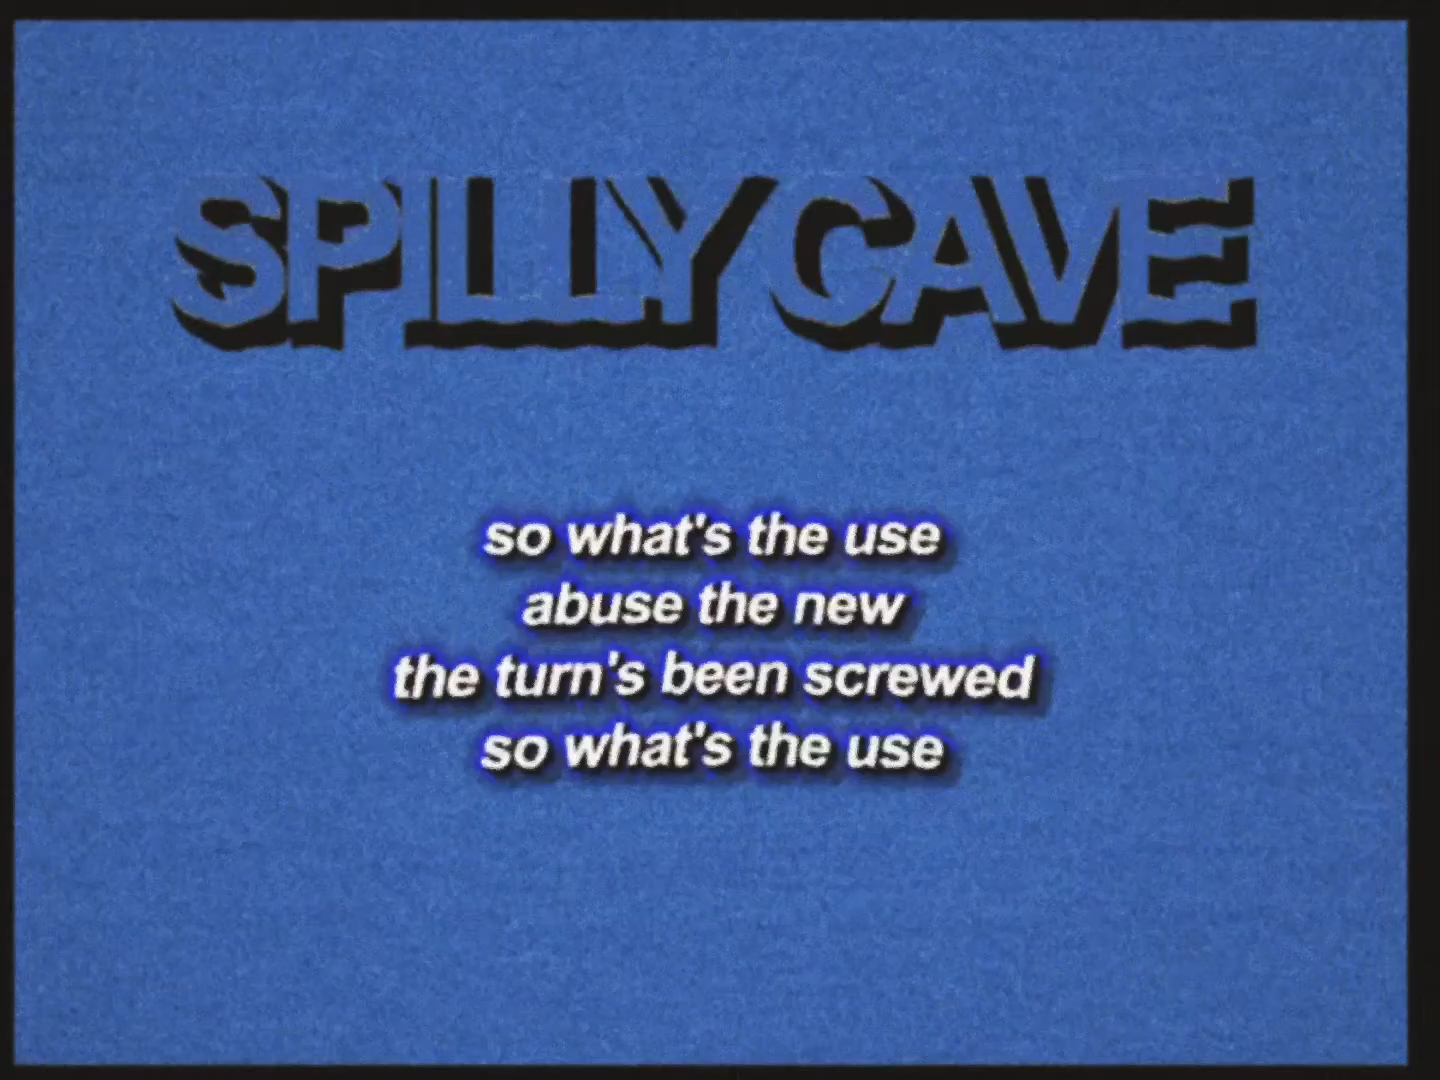 SPILLY CAVE
so what's the use
abuse the new
the turn's been screwed
so what's the use